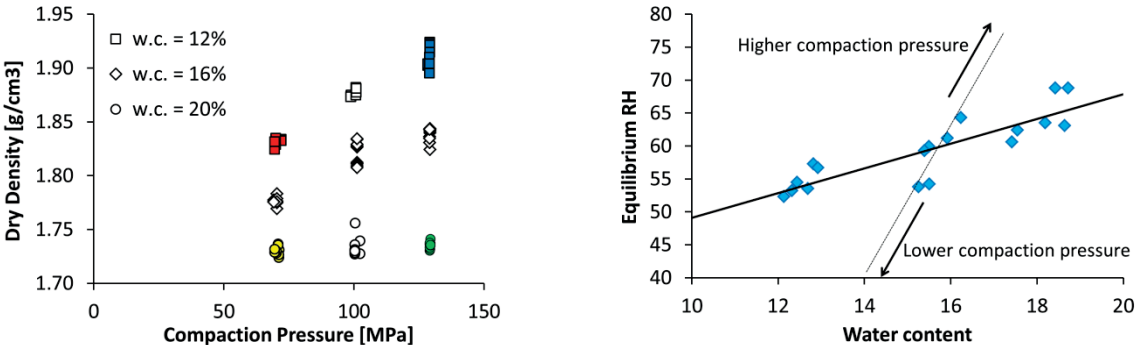 Dry Density [g/cm3]
1.95
1.90
1.85
1.80
1.75
1.70
w.c. = 12%
w.c. = 16%
w.c. = 20%
0
50
100
150
Compaction Pressure [MPa]
Equilibrium RH
80
75
70
65
60
55
50
45
40
Higher compaction pressure
Lower compaction pressure
10
12
14
16
18
20
Water content